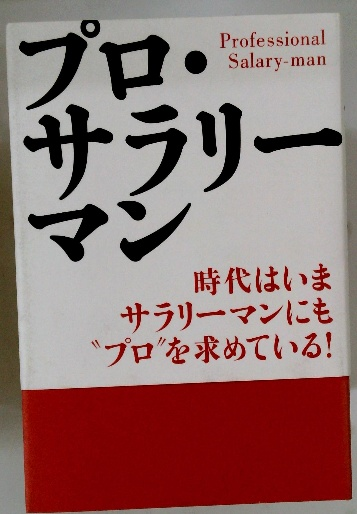 プロ・
サラリー
マン
Professional
Salary-man
時代はいま
サラリーマンにも
〝プロ〟を求めている!